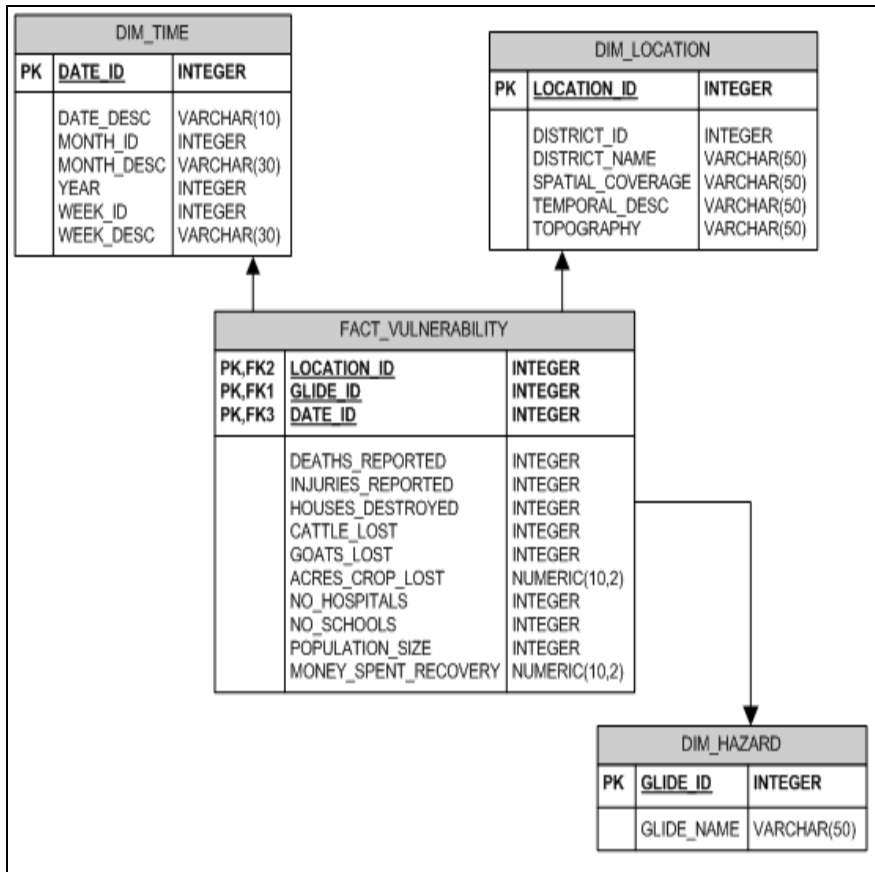 DIM_TIME
PK DATE_ID INTEGER
DATE_DESC VARCHAR(10)
MONTH_ID INTEGER
MONTH_DESC VARCHAR(30)
YEAR INTEGER
WEEK_ID INTEGER
WEEK_DESC VARCHAR(30)
DIM_LOCATION
PK LOCATION_ID INTEGER
DISTRICT_ID INTEGER
DISTRICT_NAME VARCHAR(50)
SPATIAL_COVERAGE VARCHAR(50)
TEMPORAL_DESC VARCHAR(50)
TOPOGRAPHY VARCHAR(50)
FACT_VULNERABILITY
PK,FK2 LOCATION_ID INTEGER
PK,FK1 GLIDE_ID INTEGER
PK,FK3 DATE_ID INTEGER
DEATHS_REPORTED INTEGER
INJURIES_REPORTED INTEGER
HOUSES_DESTROYED INTEGER
CATTLE_LOST INTEGER
GOATS_LOST INTEGER
ACRES_CROP_LOST NUMERIC(10,2)
NO_HOSPITALS INTEGER
NO_SCHOOLS INTEGER
POPULATION_SIZE INTEGER
MONEY_SPENT_RECOVERY NUMERIC(10,2)
DIM_HAZARD
PK GLIDE_ID INTEGER
GLIDE_NAME VARCHAR(50)